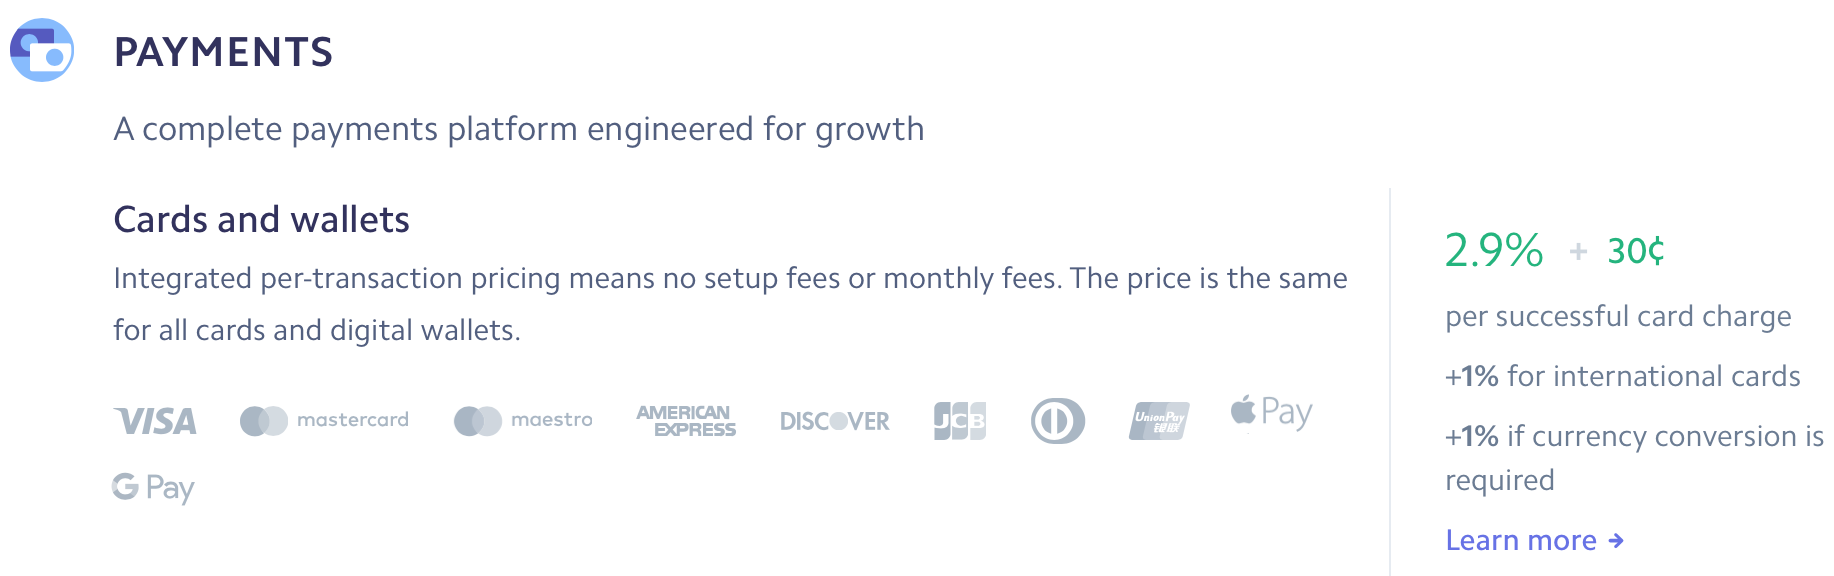 PAYMENTS
A complete payments platform engineered for growth
Cards and wallets
Integrated per-transaction pricing means no setup fees or monthly fees. The price is the same
for all cards and digital wallets.
VISA mastercard maestro AMERICAN EXPRESS DISCOVER JCB UnionPay 银联 Pay
G Pay
2.9% + 30¢
per successful card charge
+1% for international cards
+1% if currency conversion is
required
Learn more →